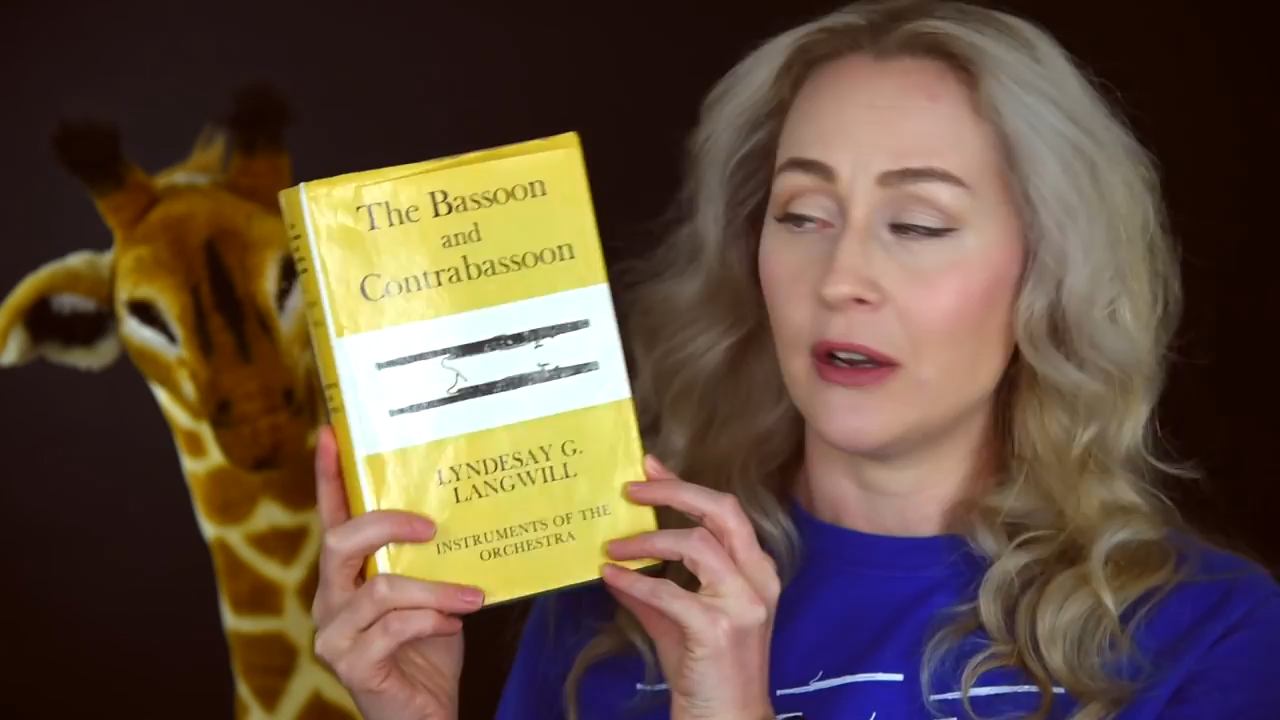 The Bassoon
and
Contrabassoon
LYNDESAY G.
LANGWILL
INSTRUMENTS OF THE
ORCHESTRA